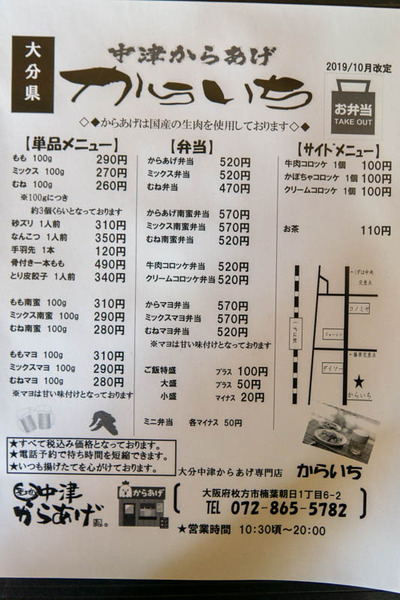 大分県
中津からあげ
からいち
2019/10月改定
お弁当
TAKE OUT
◇◆からあげは国産の生肉を使用しております◇◆
【単品メニュー】
もも 100g 290円
ミックス 100g 270円
むね 100g 260円
※100gにつき
約3個くらいとなっております
砂ズリ 1人前 310円
なんこつ 1人前 350円
手羽先 1本 120円
骨付き一本もも 490円
とり皮餃子 1人前 340円
もも南蛮 100g 310円
ミックス南蛮 100g 290円
むね南蛮 100g 280円
ももマヨ 100g 310円
ミックスマヨ 100g 290円
むねマヨ 100g 280円
※マヨは甘い味付けとなっております
【弁当】
からあげ弁当 520円
ミックス弁当 520円
むね弁当 470円
からあげ南蛮弁当 570円
ミックス南蛮弁当 570円
むね南蛮弁当 520円
牛肉コロッケ弁当 520円
クリームコロッケ弁当 520円
からマヨ弁当 570円
ミックスマヨ弁当 570円
むねマヨ弁当 520円
※マヨは甘い味付けとなっております
ご飯特盛 プラス 100円
大盛 プラス 50円
小盛 マイナス 20円
ミニ弁当 各マイナス 50円
【サイドメニュー】
牛肉コロッケ 1個 100円
かぼちゃコロッケ 1個 100円
クリームコロッケ 1個 100円
お茶 110円
コノミヤ
ダイソー
★
からいち
★すべて税込み価格となっております。
★電話予約で待ち時間を短縮できます。
★いつも揚げたてを心がけております。
大分中津からあげ専門店 からいち
中津からあげ
からあげ
大阪府枚方市楠葉朝日1丁目6-2
TEL 072-865-5782
★営業時間 10:30頃～20:00